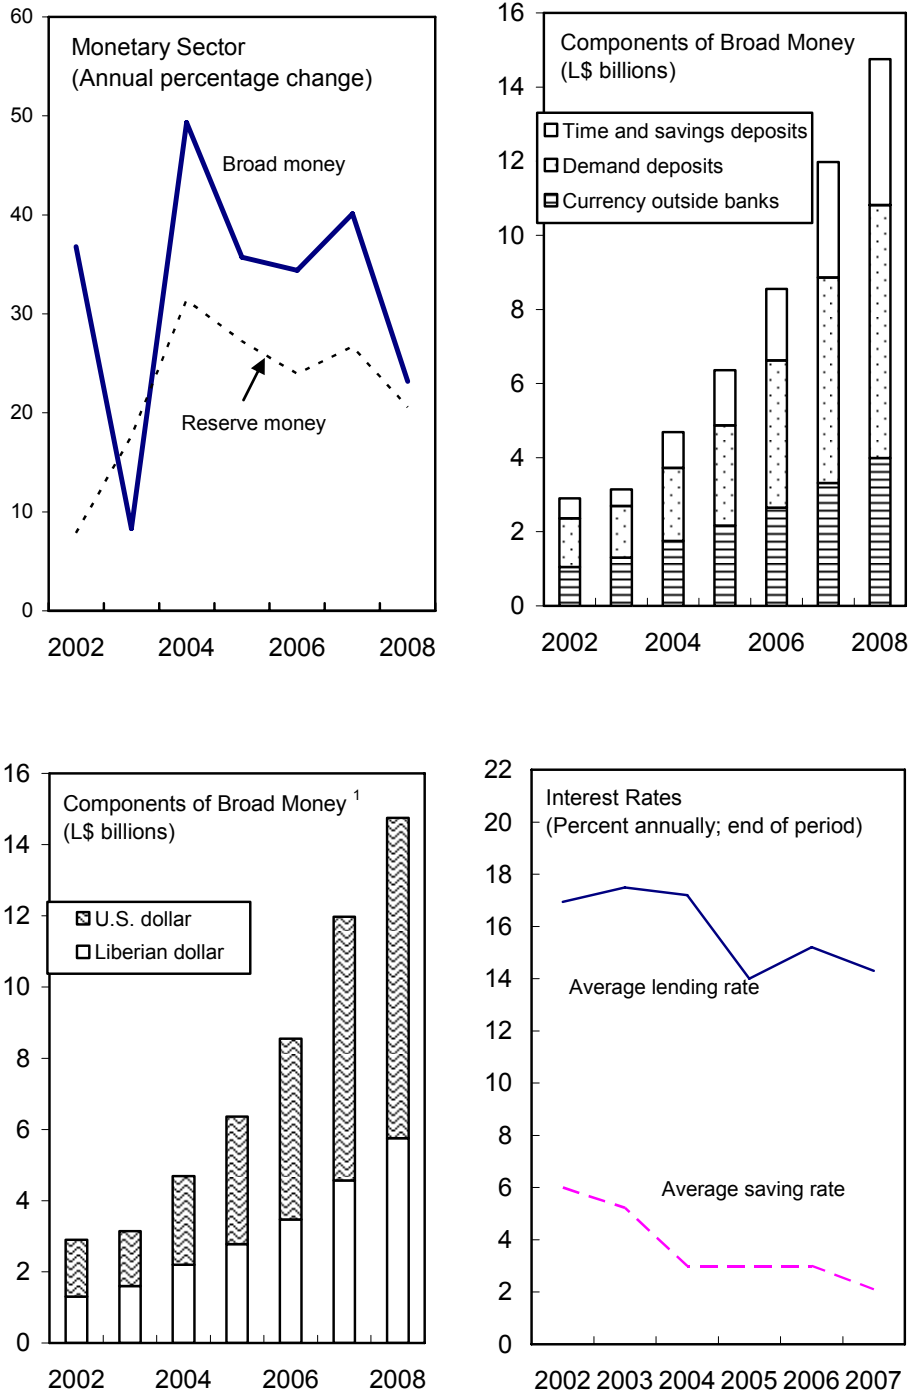 Monetary Sector
(Annual percentage change)
60
50
40
30
20
10
0
Broad money
Reserve money
2002 2004 2006 2008
Components of Broad Money
(L$ billions)
16
14
12
10
8
6
4
2
0
Time and savings deposits
Demand deposits
Currency outside banks
2002 2004 2006 2008
Components of Broad Money 1
(L$ billions)
16
14
12
10
8
6
4
2
0
U.S. dollar
Liberian dollar
2002 2004 2006 2008
Interest Rates
(Percent annually; end of period)
22
20
18
16
14
12
10
8
6
4
2
0
Average lending rate
Average saving rate
2002 2003 2004 2005 2006 2007